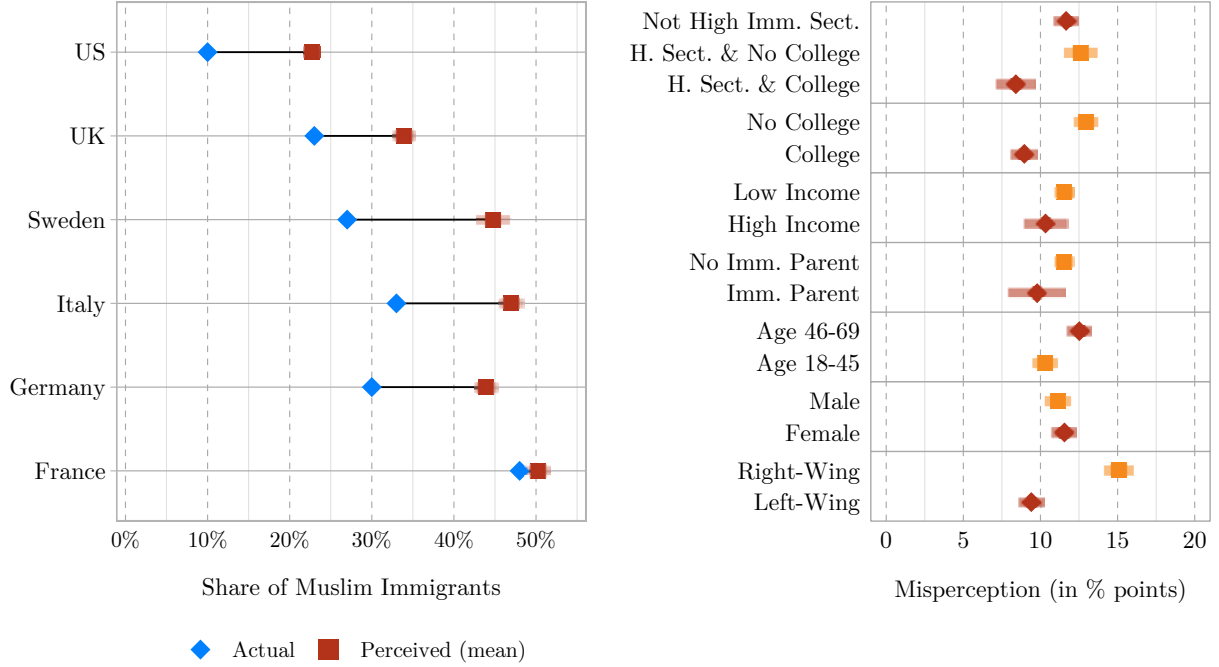 US
UK
Sweden
Italy
Germany
France
0% 10% 20% 30% 40% 50%
Share of Muslim Immigrants
Actual Perceived (mean)
Not High Imm. Sect.
H. Sect. & No College
H. Sect. & College
No College
College
Low Income
High Income
No Imm. Parent
Imm. Parent
Age 46-69
Age 18-45
Male
Female
Right-Wing
Left-Wing
0 5 10 15 20
Misperception (in % points)